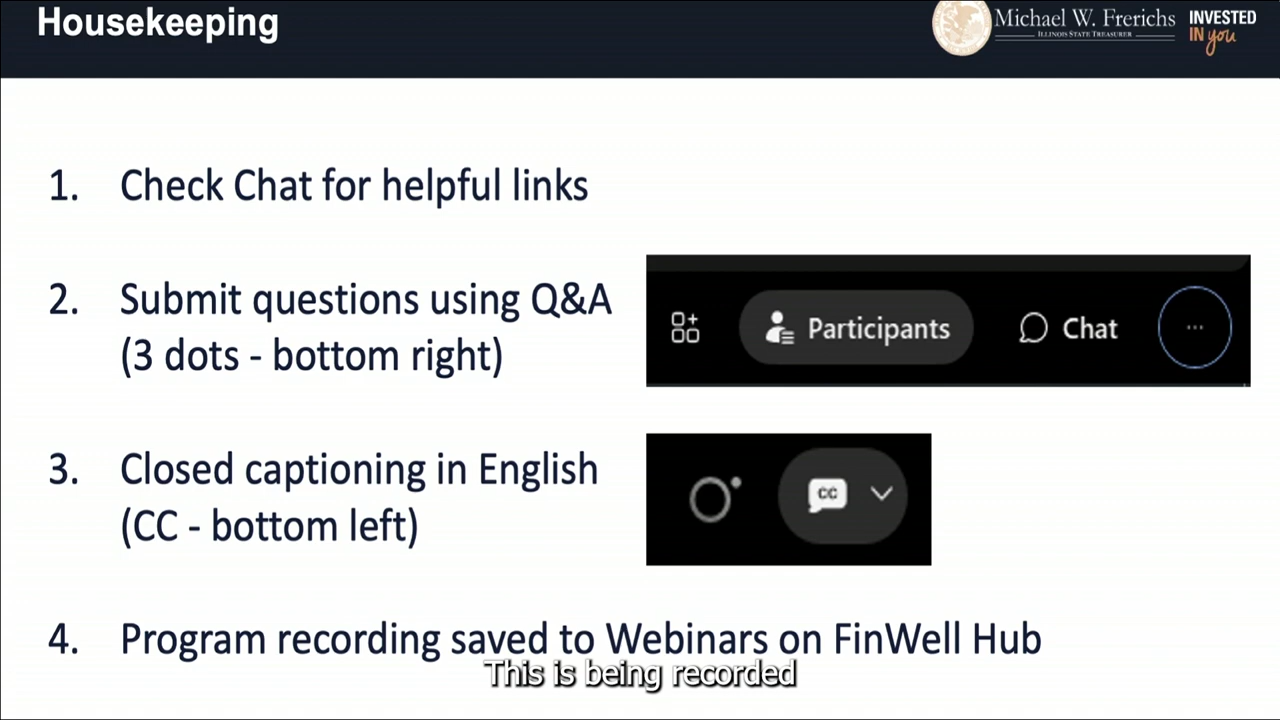 Housekeeping
Michael W. Frerichs
ILLINOIS STATE TREASURER
INVESTED
IN you
1. Check Chat for helpful links
2. Submit questions using Q&A
(3 dots - bottom right)
Participants
Chat
3. Closed captioning in English
(CC - bottom left)
CC
4. Program recording saved to Webinars on FinWell Hub
This is being recorded